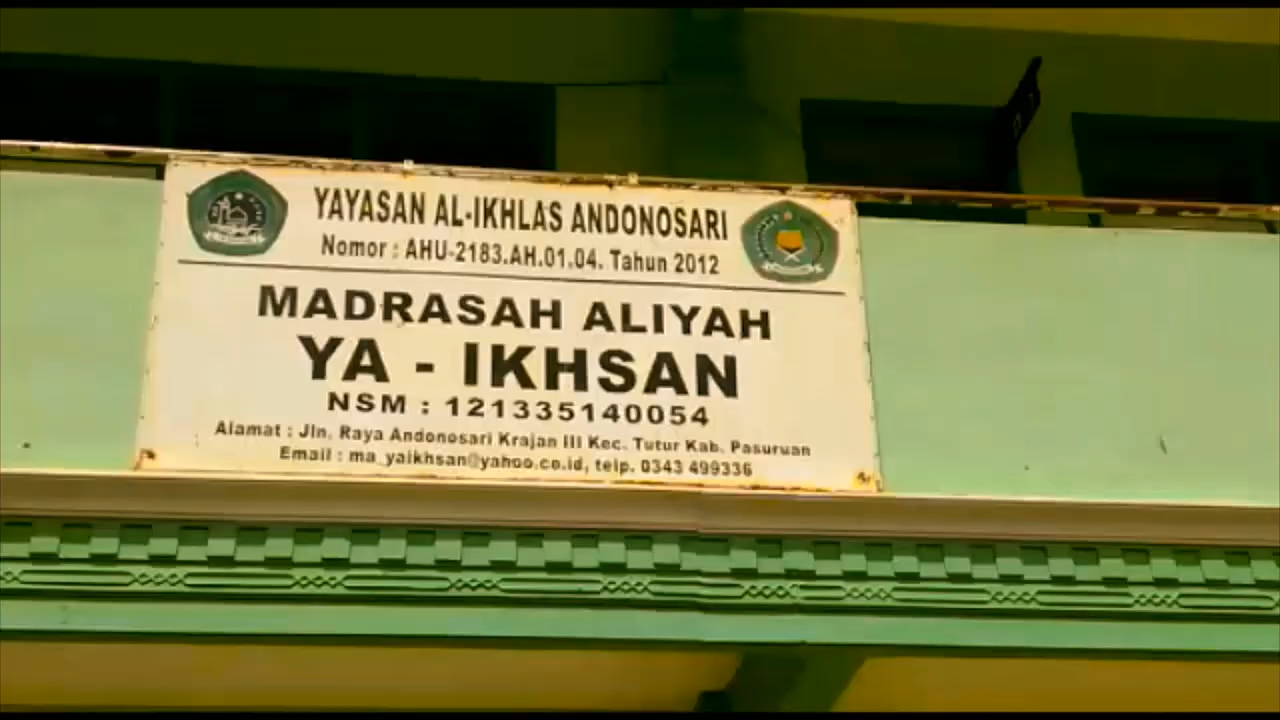 YAYASAN AL-IKHLAS ANDONOSARI
Nomor : AHU-2183.AH.01.04. Tahun 2012
MADRASAH ALIYAH
YA - IKHSAN
NSM : 121335140054
Alamat : Jln. Raya Andonosari Krajan III Kec. Tutur Kab. Pasuruan
Email : ma_yaikhsan@yahoo.co.id, telp. 0343 499336